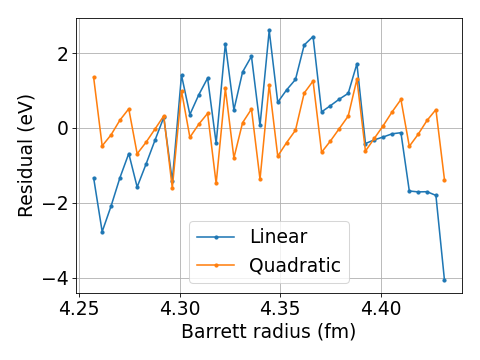 Residual (eV)
2
0
−2
−4
4.25
4.30
4.35
4.40
Barrett radius (fm)
Linear
Quadratic